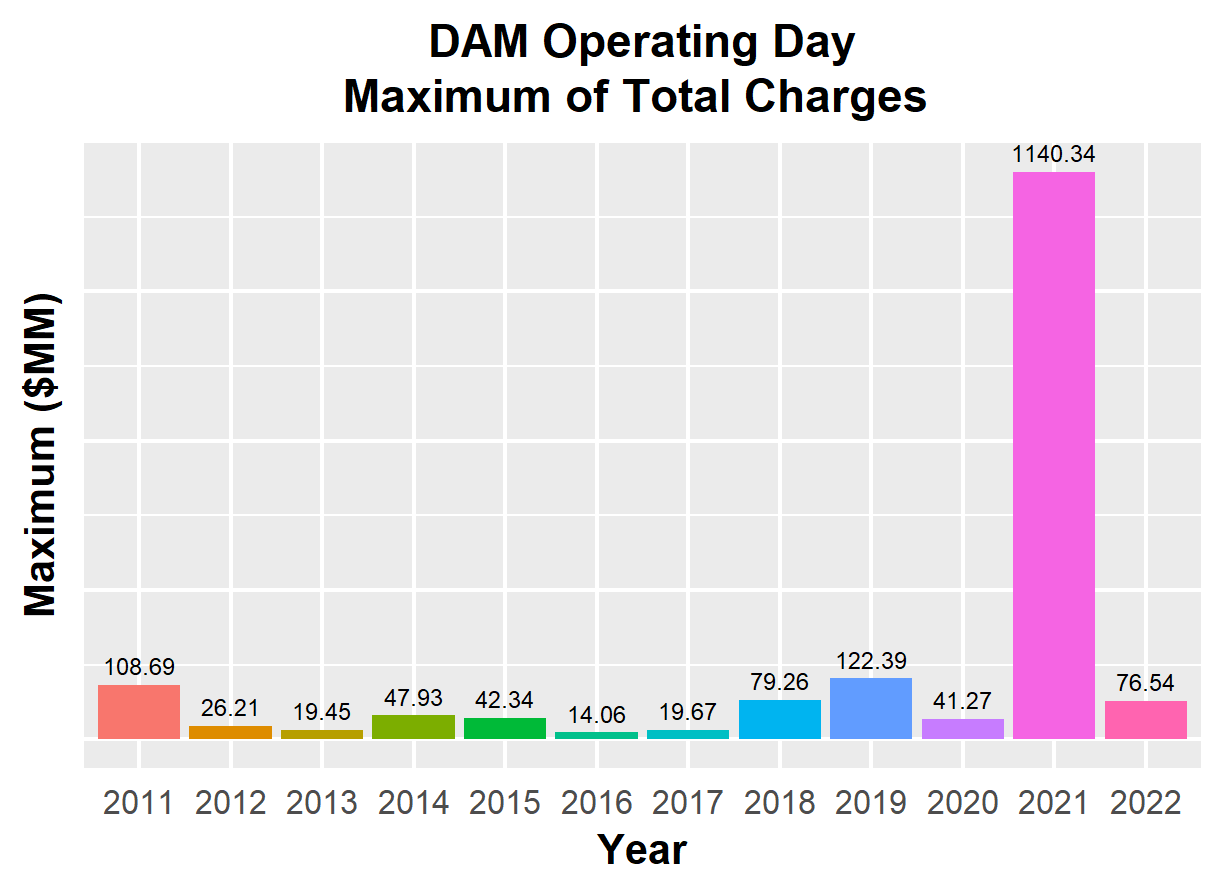 DAM Operating Day
Maximum of Total Charges
Maximum ($MM)
1140.34
108.69
26.21
19.45
47.93
42.34
14.06
19.67
79.26
122.39
41.27
76.54
2011 2012 2013 2014 2015 2016 2017 2018 2019 2020 2021 2022
Year